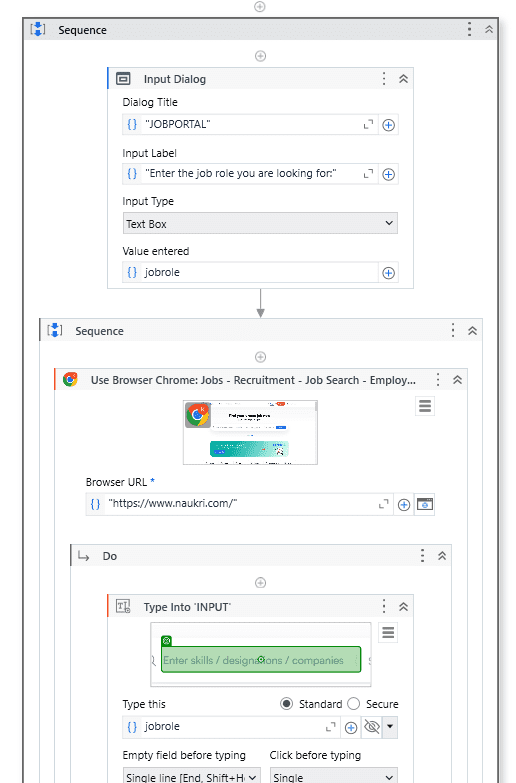 Sequence
Input Dialog
Dialog Title
{} "JOBPORTAL"
Input Label
{} "Enter the job role you are looking for:"
Input Type
Text Box
Value entered
{} jobrole
Sequence
Use Browser Chrome: Jobs - Recruitment - Job Search - Employ...
Browser URL *
{} "https://www.naukri.com/"
Do
Type Into 'INPUT'
Enter skills / designations / companies
Type this
Standard
Secure
{} jobrole
Empty field before typing
Click before typing
Single line [End, Shift+H
Single